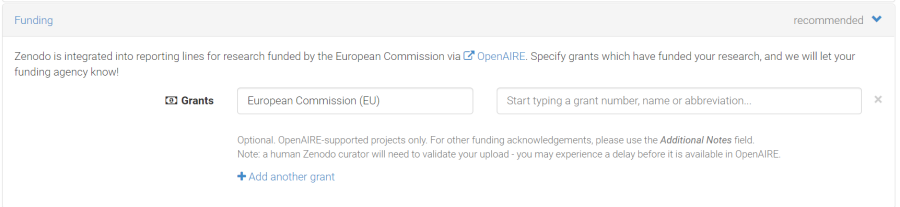 Funding recommended
Zenodo is integrated into reporting lines for research funded by the European Commission via OpenAIRE. Specify grants which have funded your research, and we will let your
funding agency know!
Grants European Commission (EU) Start typing a grant number, name or abbreviation... ×
Optional. OpenAIRE-supported projects only. For other funding acknowledgements, please use the Additional Notes field.
Note: a human Zenodo curator will need to validate your upload - you may experience a delay before it is available in OpenAIRE.
+ Add another grant